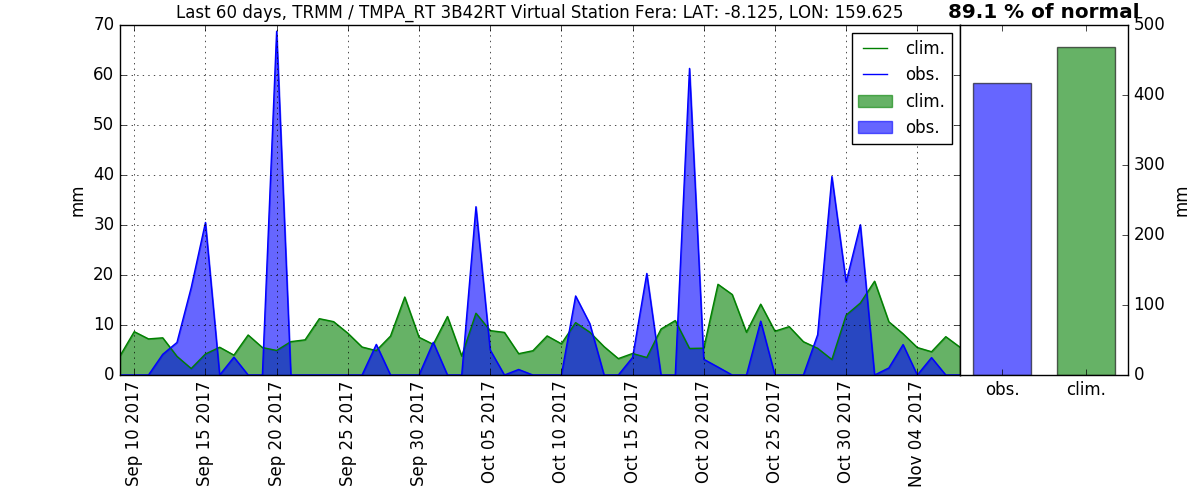 Last 60 days, TRMM / TMPA_RT 3B42RT Virtual Station Fera: LAT: -8.125, LON: 159.625
89.1 % of normal
70
60
50
40
30
20
10
0
mm
clim.
obs.
clim.
obs.
Sep 10 2017
Sep 15 2017
Sep 20 2017
Sep 25 2017
Sep 30 2017
Oct 05 2017
Oct 10 2017
Oct 15 2017
Oct 20 2017
Oct 25 2017
Oct 30 2017
Nov 04 2017
500
400
300
200
100
0
mm
obs.
clim.